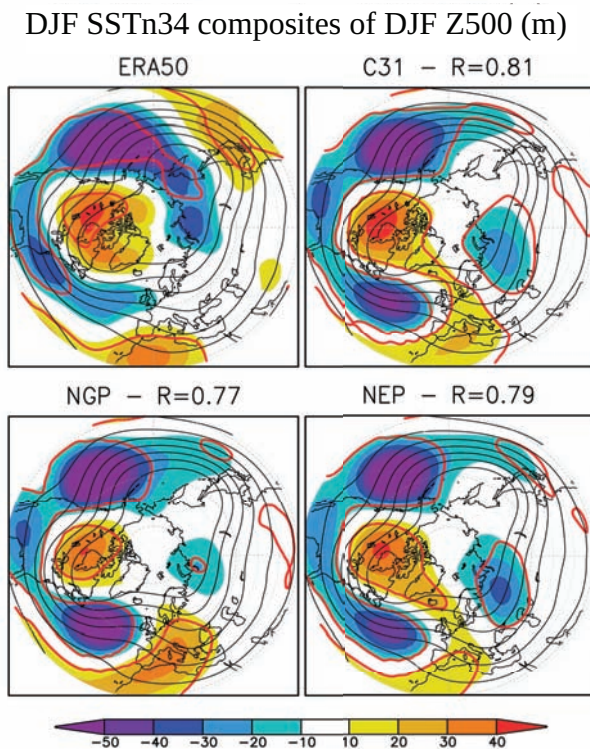 DJF SSTn34 composites of DJF Z500 (m)
ERA50
C31 - R=0.81
NGP - R=0.77
NEP - R=0.79
-50 -40 -30 -20 -10 10 20 30 40